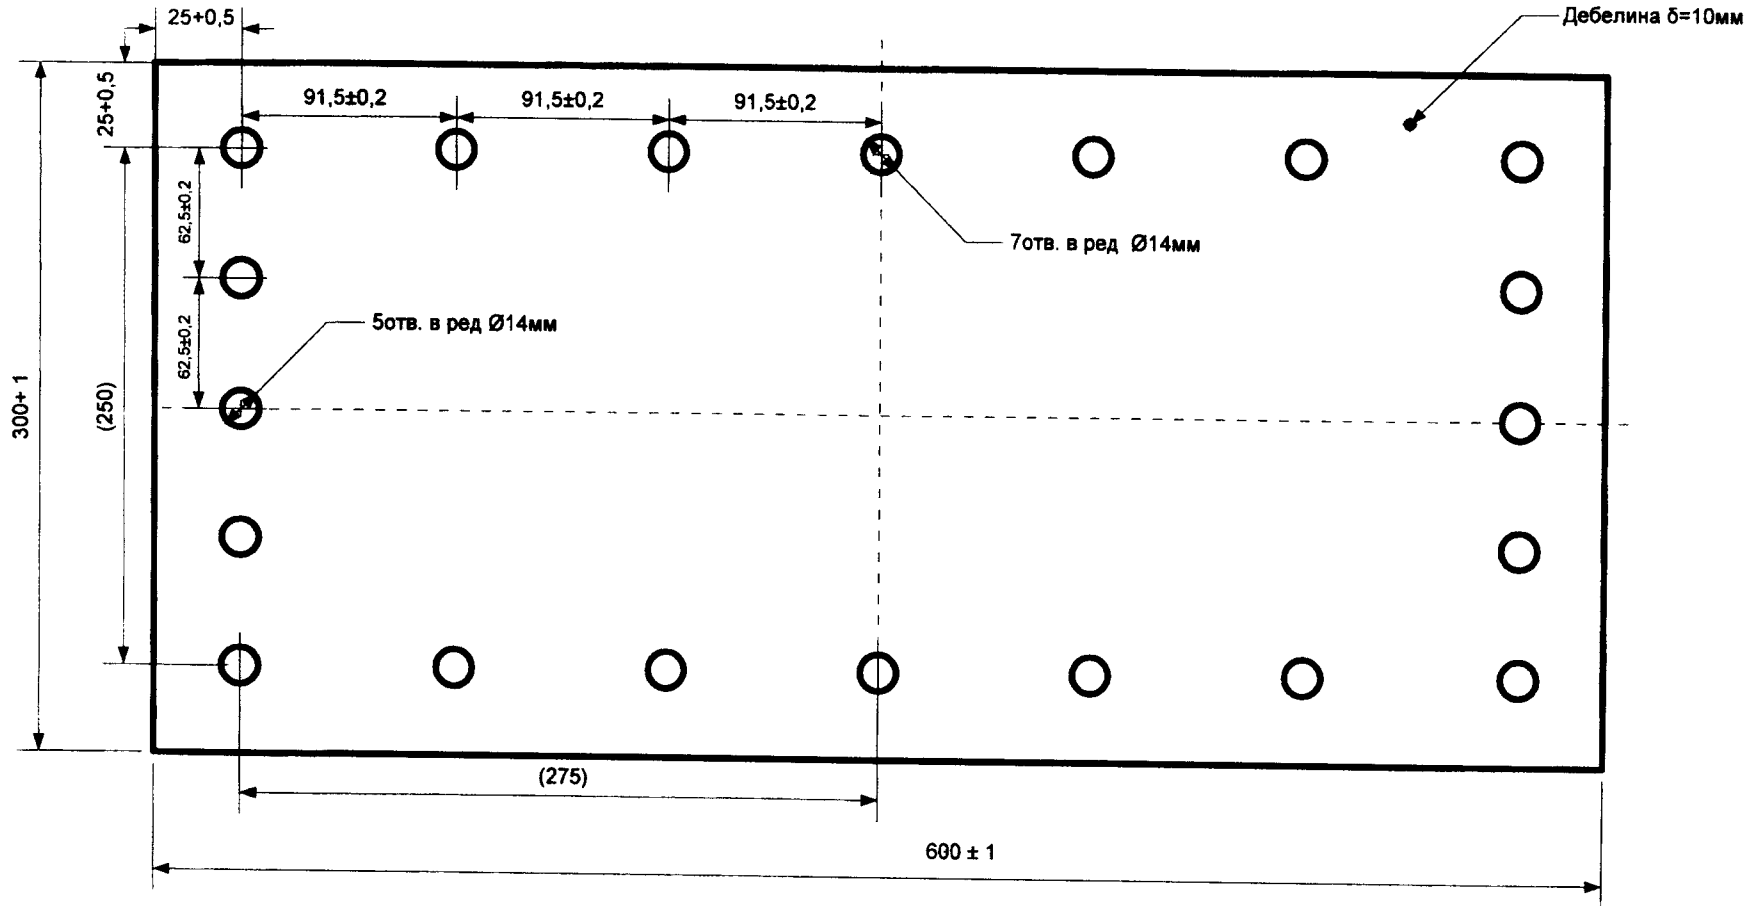 25+0,5
Дебелина δ=10мм
25+0,5
91,5±0,2
91,5±0,2
91,5±0,2
62,5±0,2
7отв. в ред Ø14мм
62,5±0,2
5отв. в ред Ø14мм
(250)
300+ 1
(275)
600 ± 1